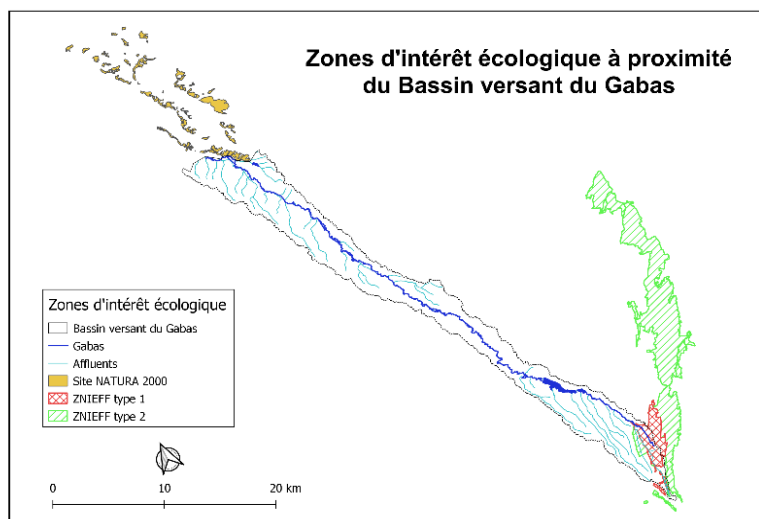 Zones d'intérêt écologique à proximité
du Bassin versant du Gabas
Zones d'intérêt écologique
Bassin versant du Gabas
Gabas
Affluents
Site NATURA 2000
ZNIEFF type 1
ZNIEFF type 2
0 10 20 km